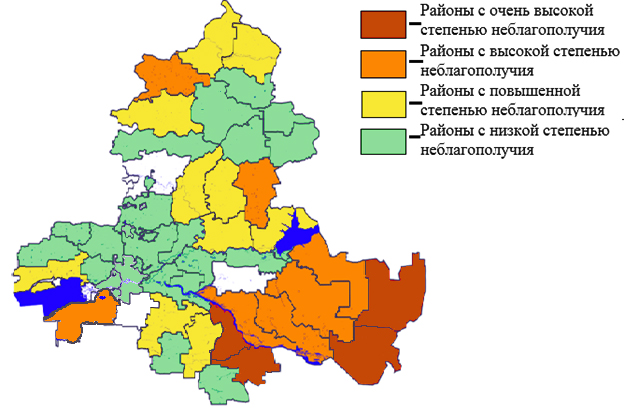 Районы с очень высокой
степенью неблагополучия
Районы с высокой степенью
неблагополучия
Районы с повышенной
степенью неблагополучия
Районы с низкой степенью
неблагополучия